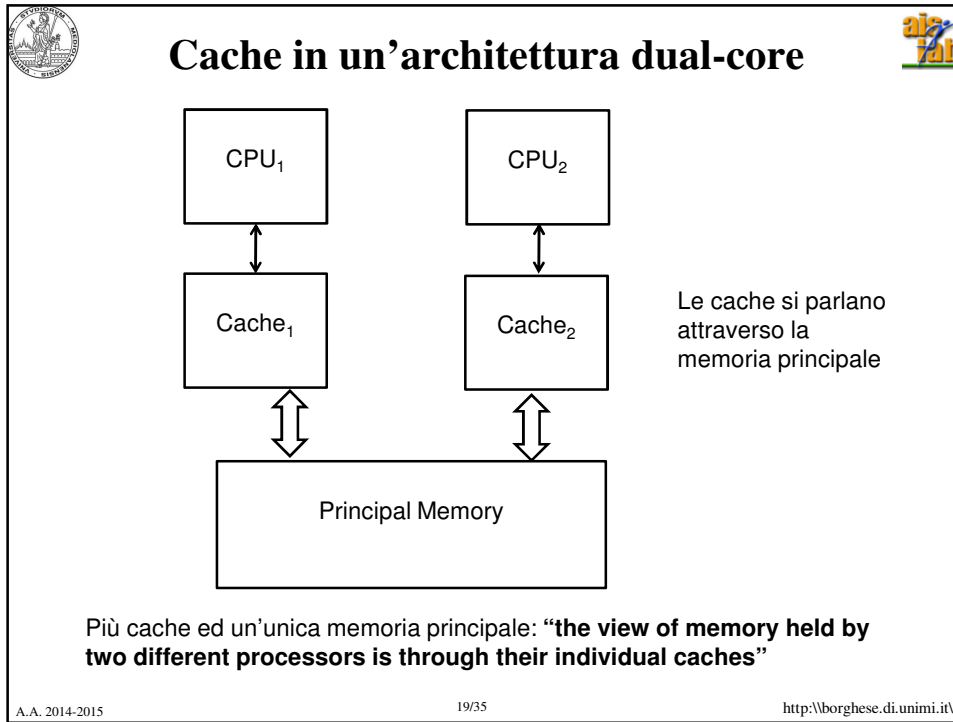 Cache in un’architettura dual-core
ais
lab
CPU1
CPU2
Cache1
Cache2
Le cache si parlano
attraverso la
memoria principale
Principal Memory
Più cache ed un’unica memoria principale: “the view of memory held by
two different processors is through their individual caches”
A.A. 2014-2015
19/35
http:\\borghese.di.unimi.it\